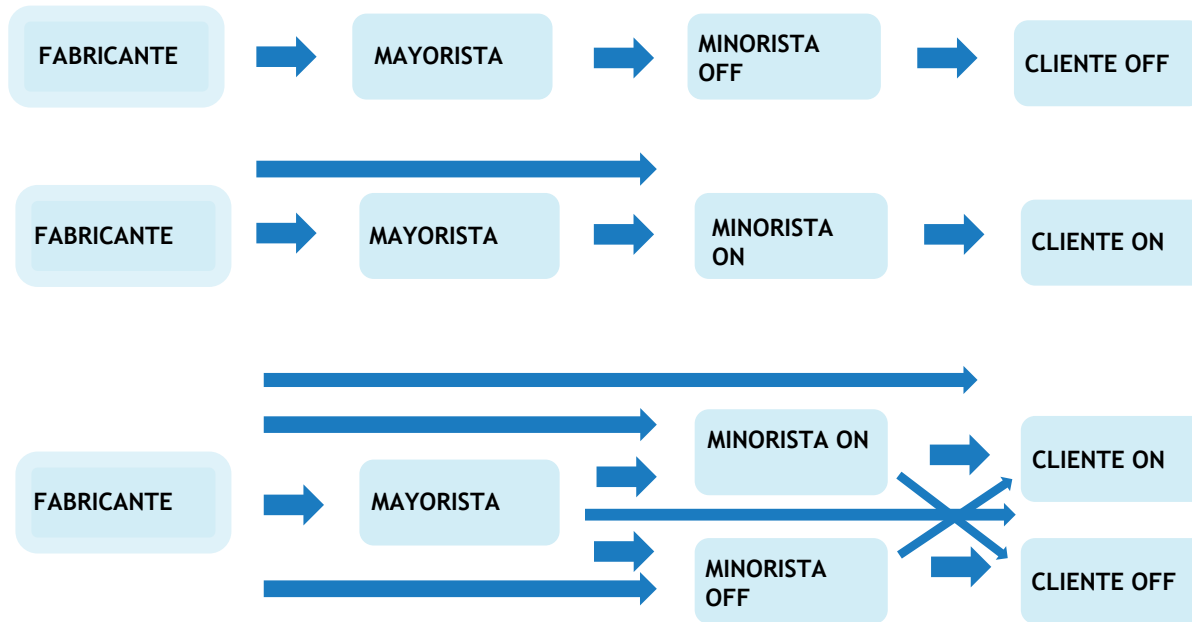 FABRICANTE
MAYORISTA
MINORISTA
OFF
CLIENTE OFF
FABRICANTE
MAYORISTA
MINORISTA
ON
CLIENTE ON
FABRICANTE
MAYORISTA
MINORISTA ON
CLIENTE ON
MINORISTA
OFF
CLIENTE OFF